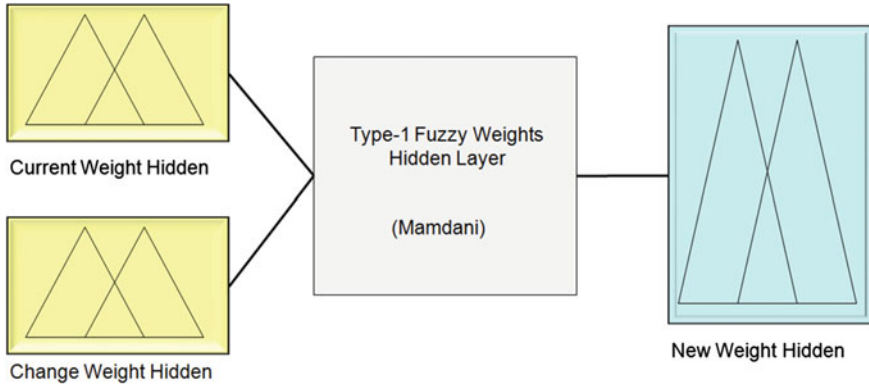 Current Weight Hidden
Type-1 Fuzzy Weights
Hidden Layer
(Mamdani)
Change Weight Hidden
New Weight Hidden